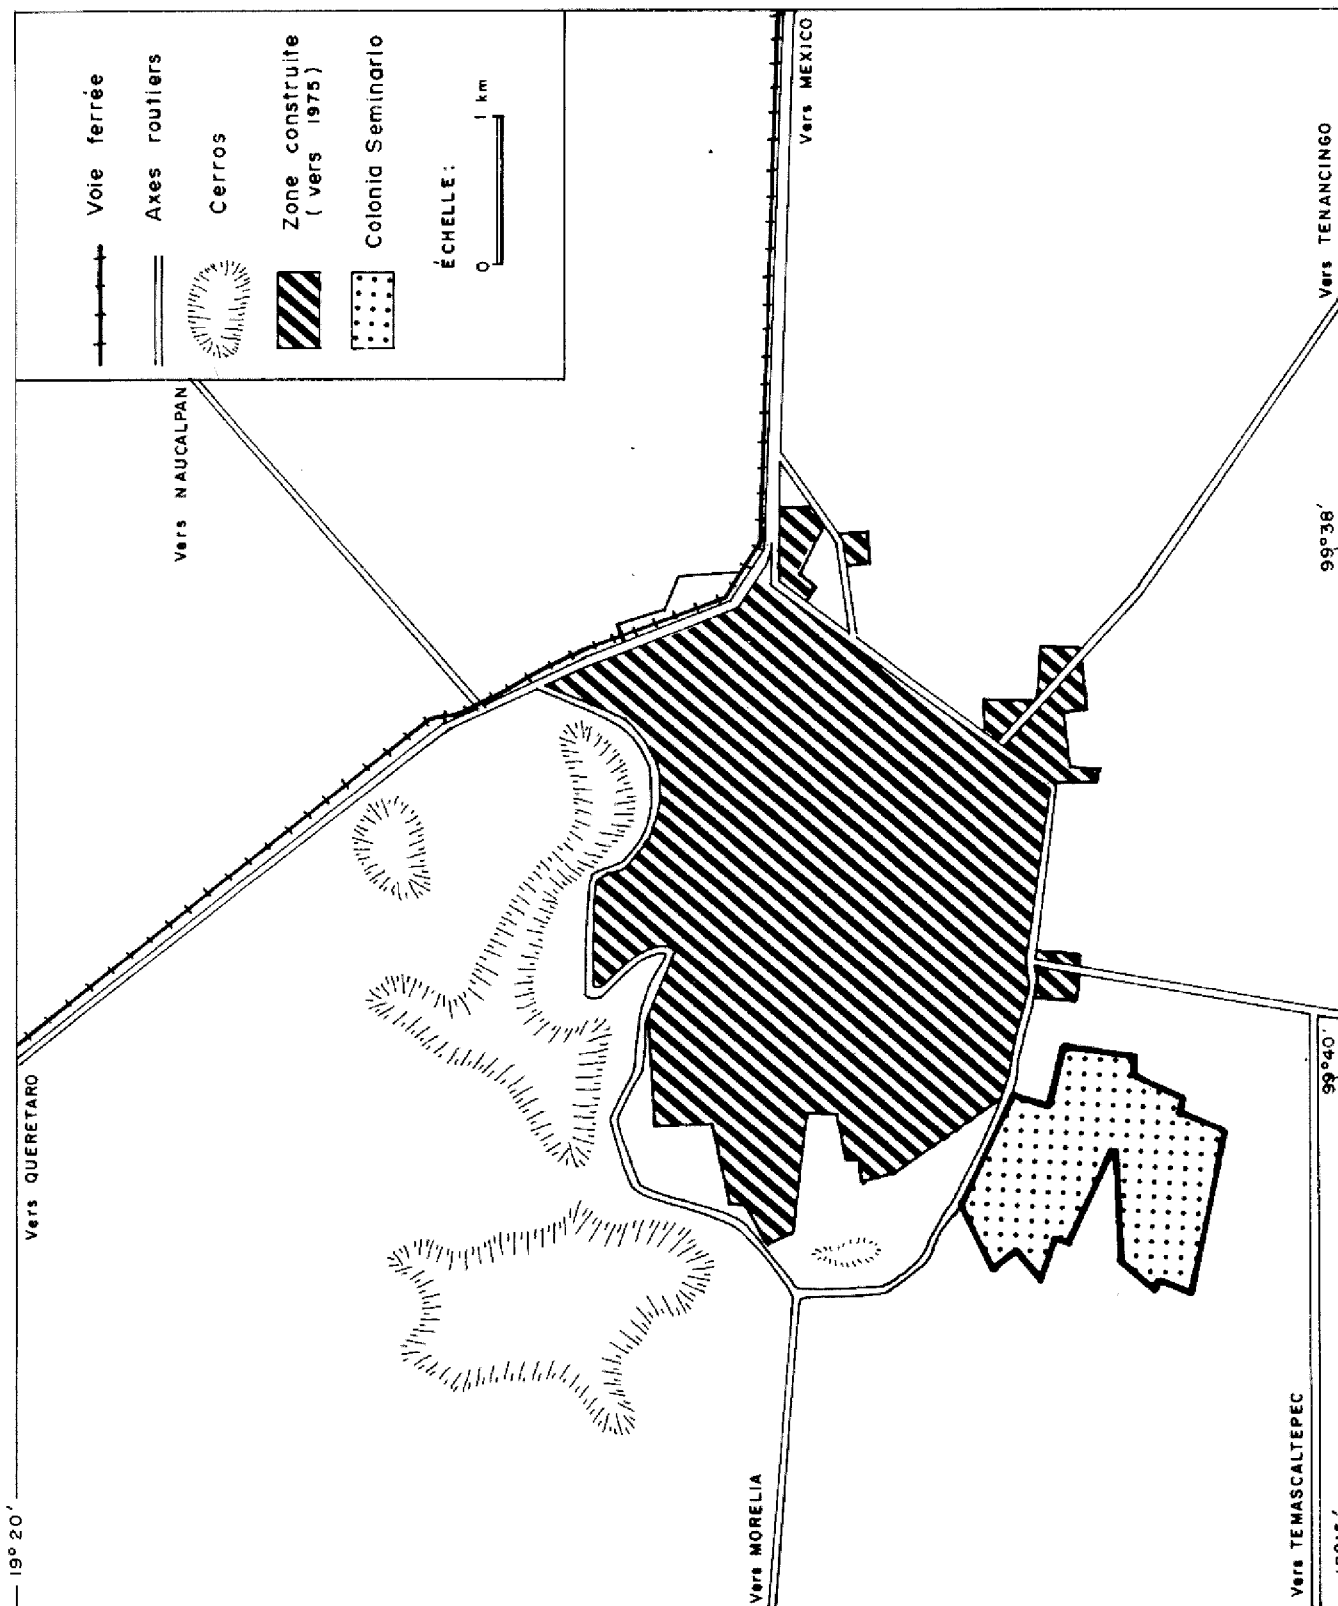 19° 20'
Vers QUERETARO
Vers NAUCALPAN
Voie ferrée
Axes routiers
Cerros
Zone construite
( vers 1975)
Colonia Seminario
ÉCHELLE:
0 1 km
Vers MEXICO
Vers TENANCINGO
99°38'
99°40'
Vers MORELIA
Vers TEMASCALTEPEC